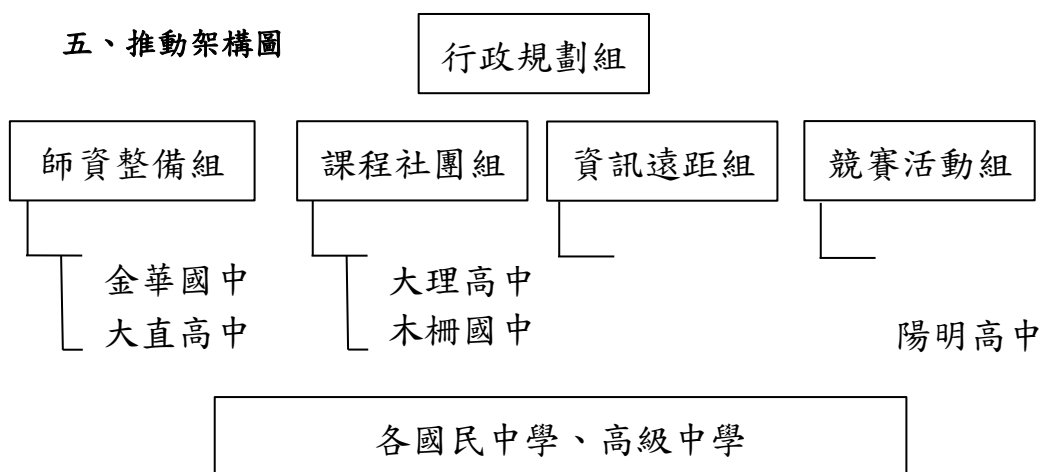 五、推動架構圖
行政規劃組
師資整備組
課程社團組
資訊遠距組
競賽活動組
金華國中
大直高中
大理高中
木柵國中
陽明高中
各國民中學、高級中學